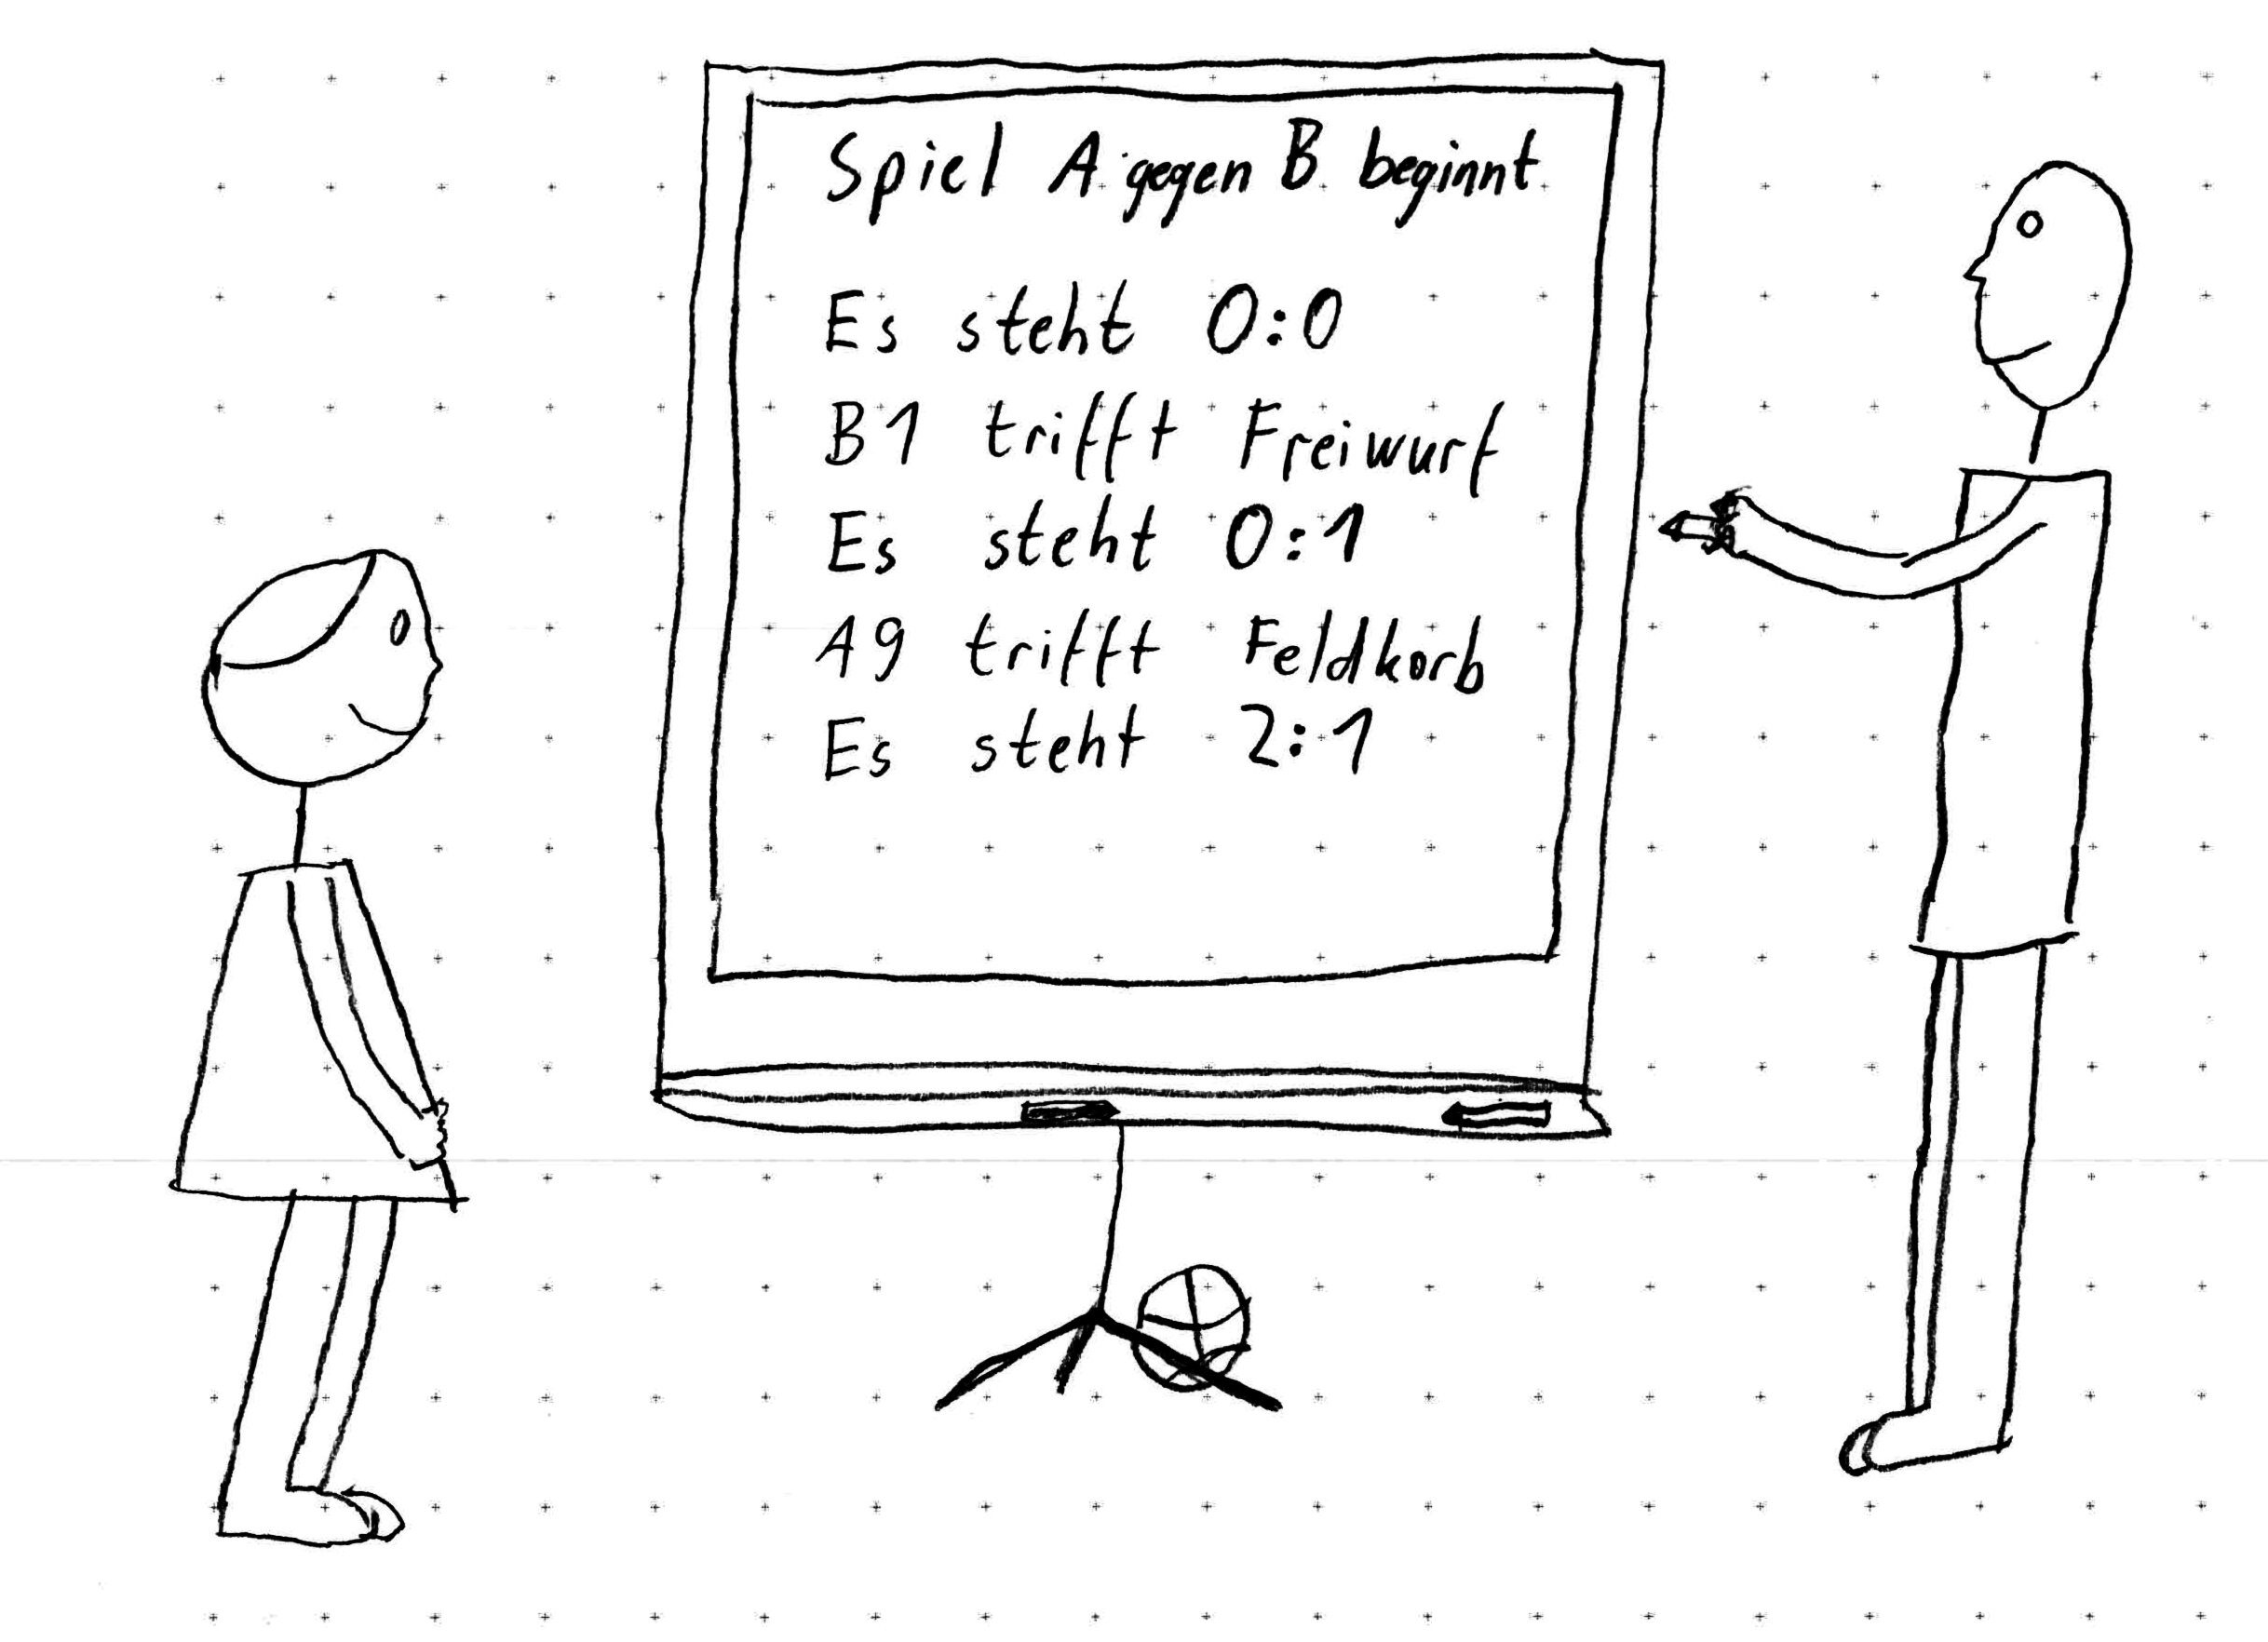 Spiel A gegen B beginnt
Es steht 0:0
B1 trifft Freiwurf
Es steht 0:1
A9 trifft Feldkorb
Es steht 2:1